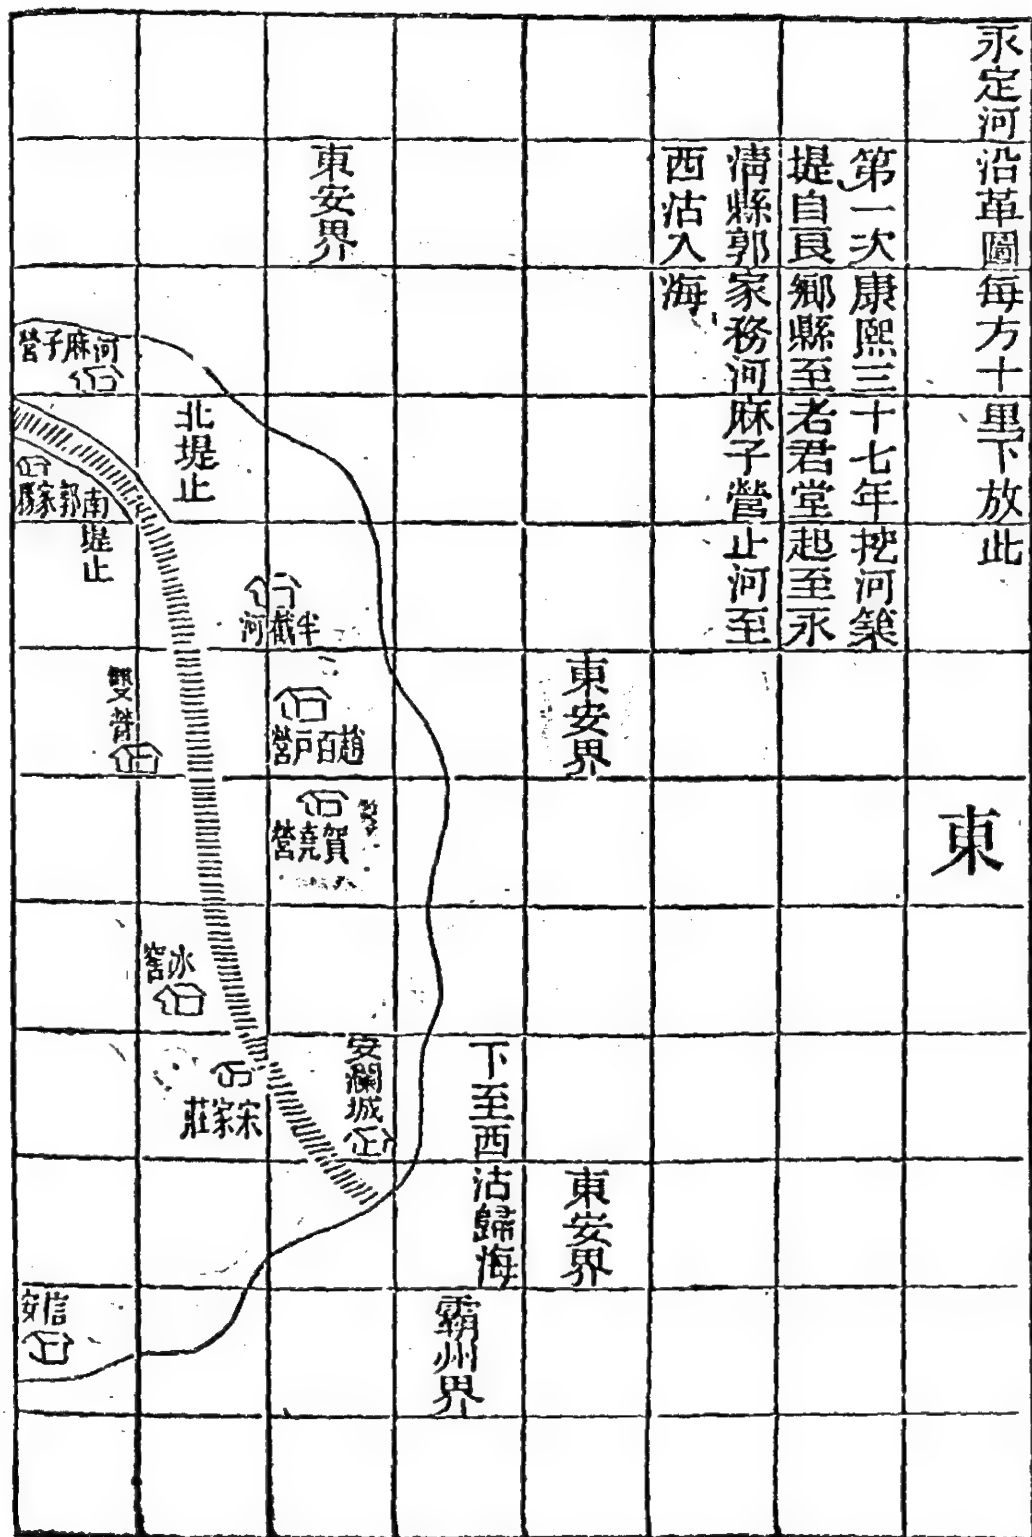 永定河沿革圖每方十里下放此
第一次康熙三十七年挖河築
堤自良鄉縣至老君堂起至永
清縣郭家務河麻子營止河至
西沽入海
東
東安界
東安界
東安界
下至西沽歸海
霸州界
東安界
安瀾城
趙百戶營
賀堯營
半截河
宋家莊
北堤止
冰窖
雙營
河麻子營
南堤止
郭家務
信安